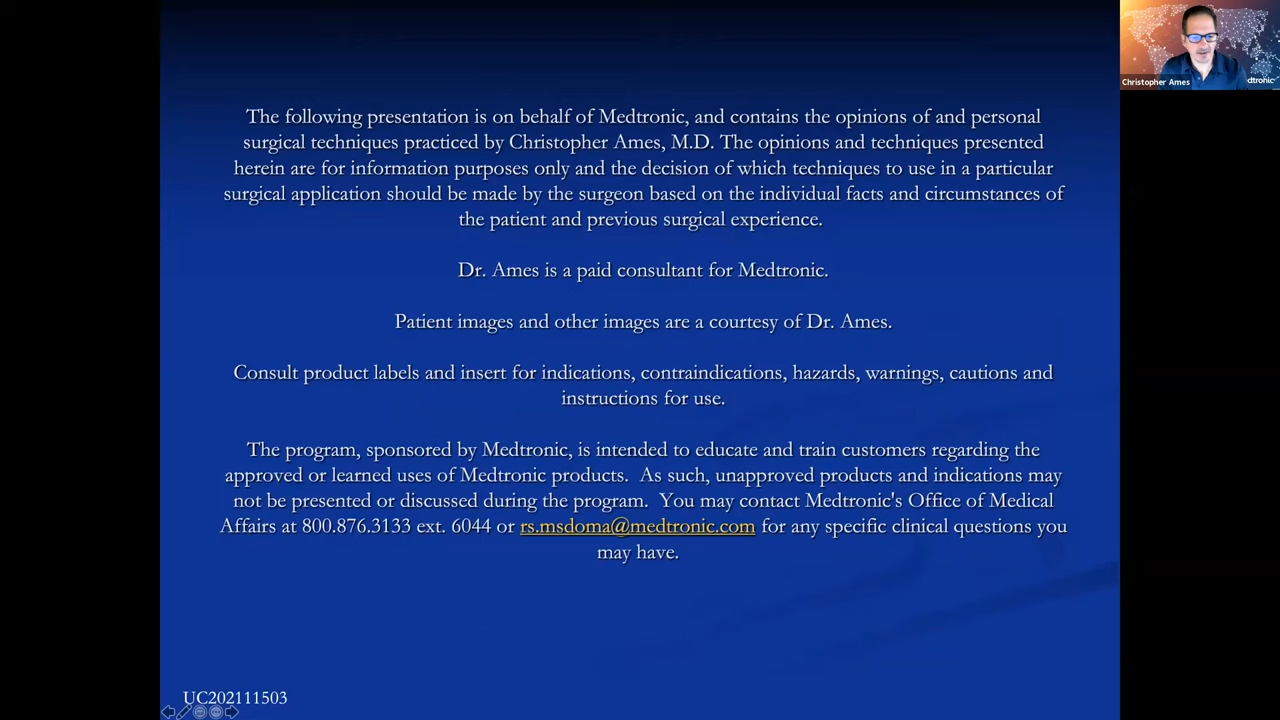 The following presentation is on behalf of Medtronic, and contains the opinions of and personal
surgical techniques practiced by Christopher Ames, M.D. The opinions and techniques presented
herein are for information purposes only and the decision of which techniques to use in a particular
surgical application should be made by the surgeon based on the individual facts and circumstances of
the patient and previous surgical experience.
Dr. Ames is a paid consultant for Medtronic.
Patient images and other images are a courtesy of Dr. Ames.
Consult product labels and insert for indications, contraindications, hazards, warnings, cautions and
instructions for use.
The program, sponsored by Medtronic, is intended to educate and train customers regarding the
approved or learned uses of Medtronic products. As such, unapproved products and indications may
not be presented or discussed during the program. You may contact Medtronic's Office of Medical
Affairs at 800.876.3133 ext. 6044 or rs.msdoma@medtronic.com for any specific clinical questions you
may have.
UC202111503
Christopher Ames
dtronic